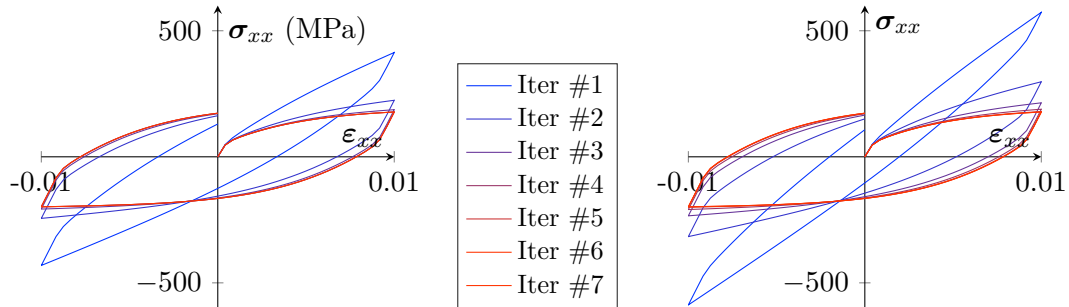 500
σxx (MPa)
εxx
-0.01
0.01
−500
Iter #1
Iter #2
Iter #3
Iter #4
Iter #5
Iter #6
Iter #7
500
σxx
εxx
-0.01
0.01
−500